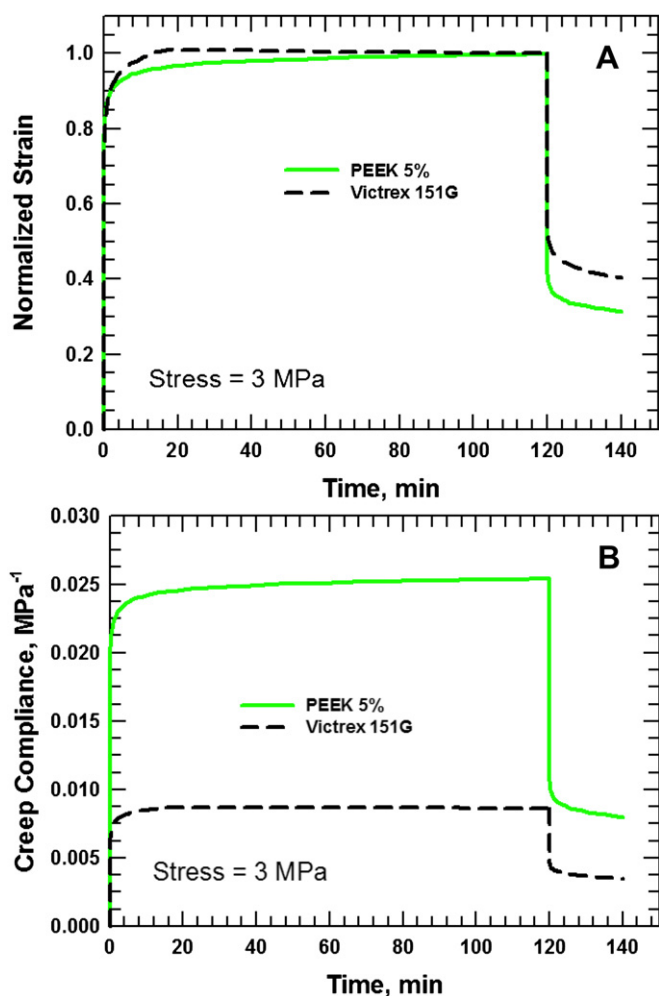 A
1.0
0.8
0.6
0.4
0.2
0.0
Normalized Strain
PEEK 5%
Victrex 151G
Stress = 3 MPa
0 20 40 60 80 100 120 140
Time, min
B
0.030
0.025
0.020
0.015
0.010
0.005
0.000
Creep Compliance, MPa⁻¹
PEEK 5%
Victrex 151G
Stress = 3 MPa
0 20 40 60 80 100 120 140
Time, min